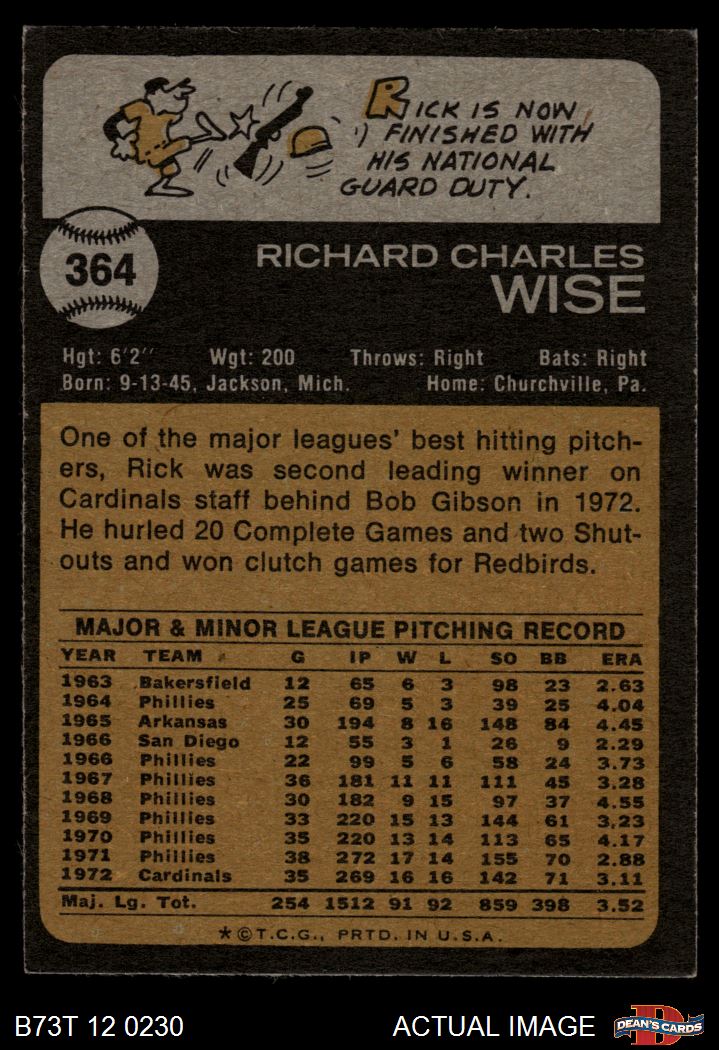 RICK IS NOW
FINISHED WITH
HIS NATIONAL
GUARD DUTY.
364
RICHARD CHARLES
WISE
Hgt: 6'2" Wgt: 200 Throws: Right Bats: Right
Born: 9-13-45, Jackson, Mich. Home: Churchville, Pa.
One of the major leagues' best hitting pitch-
ers, Rick was second leading winner on
Cardinals staff behind Bob Gibson in 1972.
He hurled 20 Complete Games and two Shut-
outs and won clutch games for Redbirds.
MAJOR & MINOR LEAGUE PITCHING RECORD
YEAR TEAM G IP W L SO BB ERA
1963 Bakersfield 12 65 6 3 98 23 2.63
1964 Phillies 25 69 5 3 39 25 4.04
1965 Arkansas 30 194 8 16 148 84 4.45
1966 San Diego 12 55 3 1 26 9 2.29
1966 Phillies 22 99 5 6 58 24 3.73
1967 Phillies 36 181 11 11 111 45 3.28
1968 Phillies 30 182 9 15 97 37 4.55
1969 Phillies 33 220 15 13 144 61 3.23
1970 Phillies 35 220 13 14 113 65 4.17
1971 Phillies 38 272 17 14 155 70 2.88
1972 Cardinals 35 269 16 16 142 71 3.11
Maj. Lg. Tot. 254 1512 91 92 859 398 3.52
*©T.C.G., PRTD. IN U.S.A.
B73T 12 0230 ACTUAL IMAGE D DEAN'S CARDS